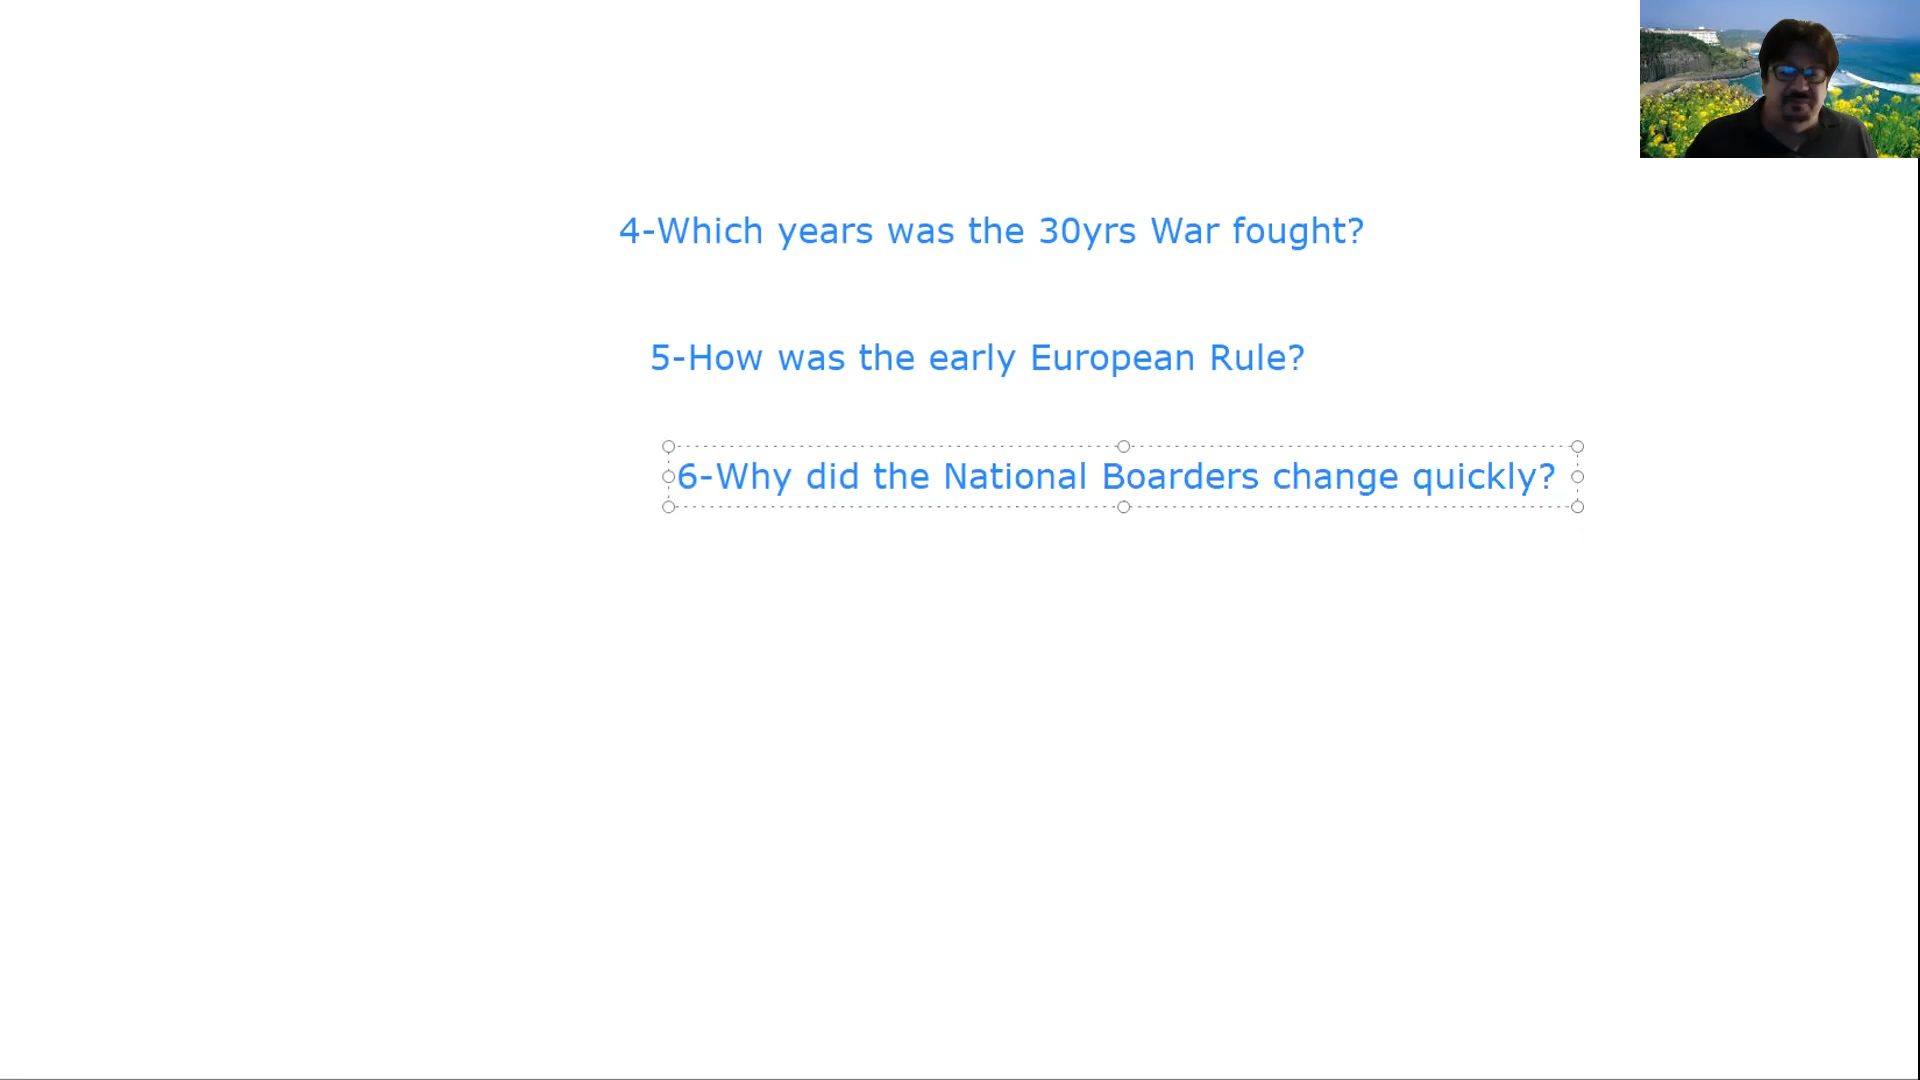 4-Which years was the 30yrs War fought?
5-How was the early European Rule?
6-Why did the National Boarders change quickly?